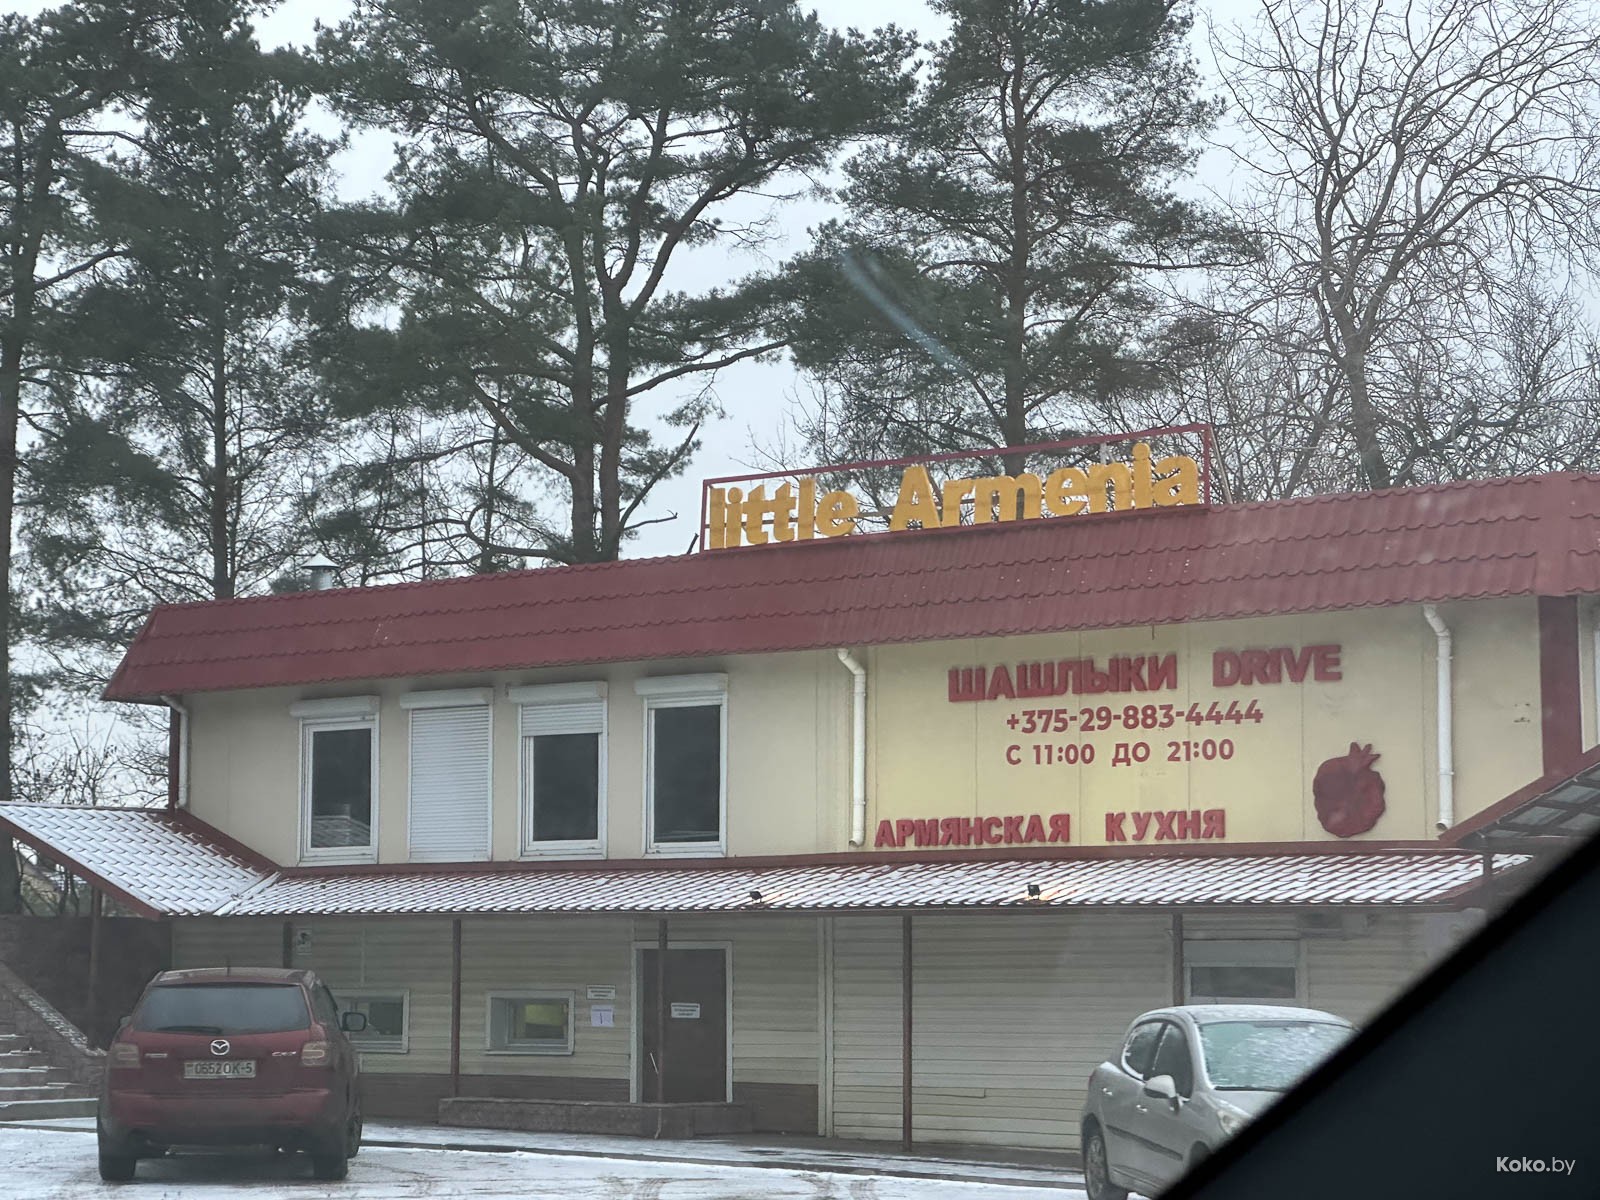 little Armenia
ШАШЛЫКИ DRIVE
+375-29-883-4444
С 11:00 ДО 21:00
АРМЯНСКАЯ КУХНЯ
0652 OK-5
Koko.by